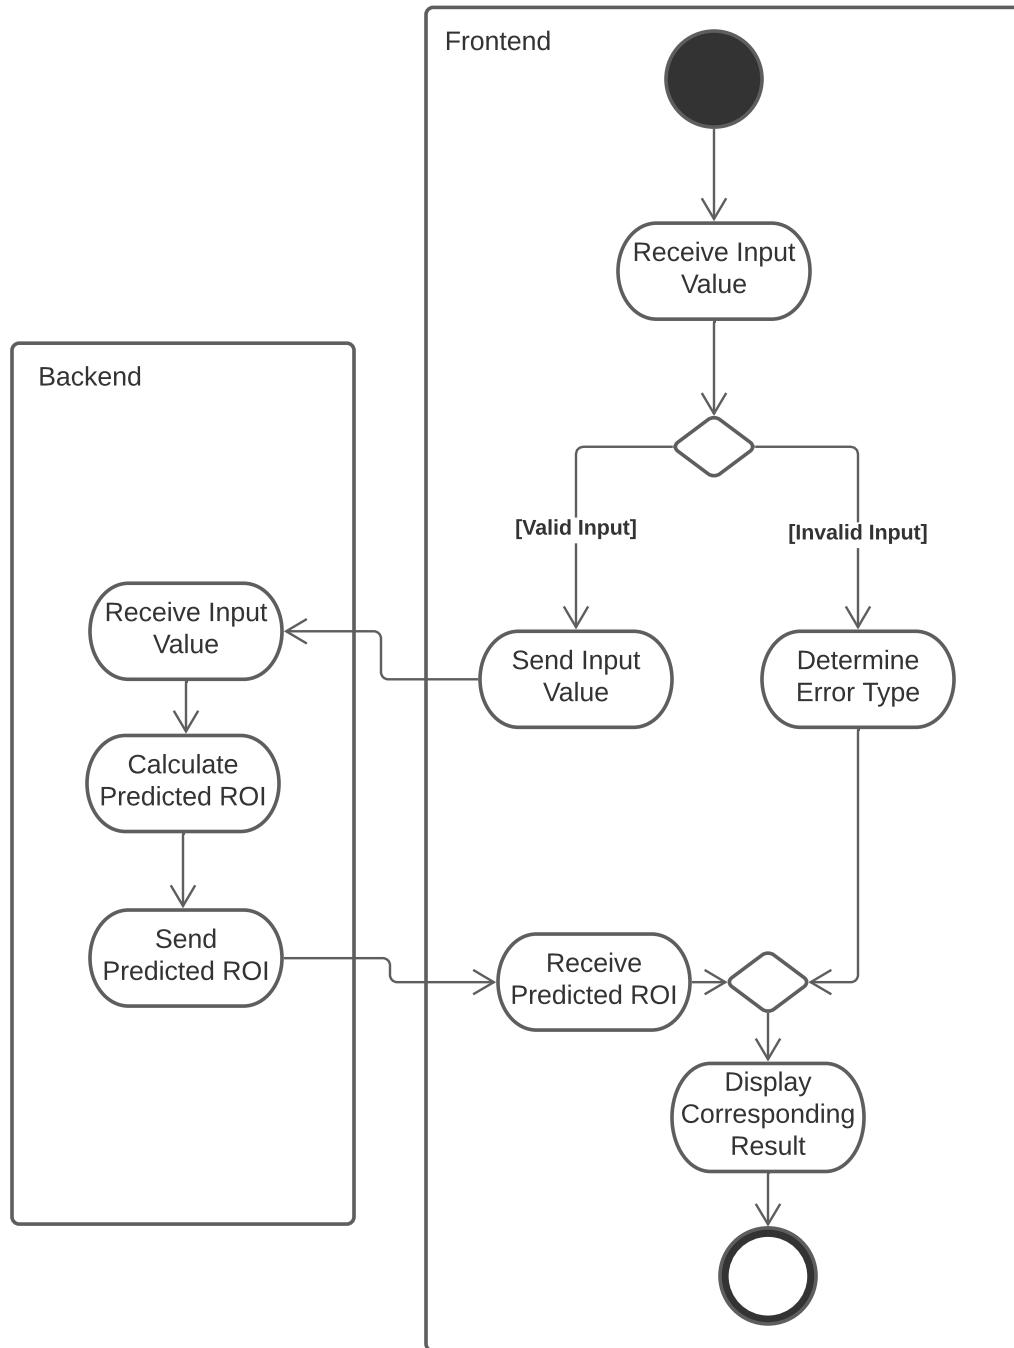 Frontend
Receive Input
Value
Backend
[Valid Input]
[Invalid Input]
Receive Input
Value
Send Input
Value
Determine
Error Type
Calculate
Predicted ROI
Send
Predicted ROI
Receive
Predicted ROI
Display
Corresponding
Result